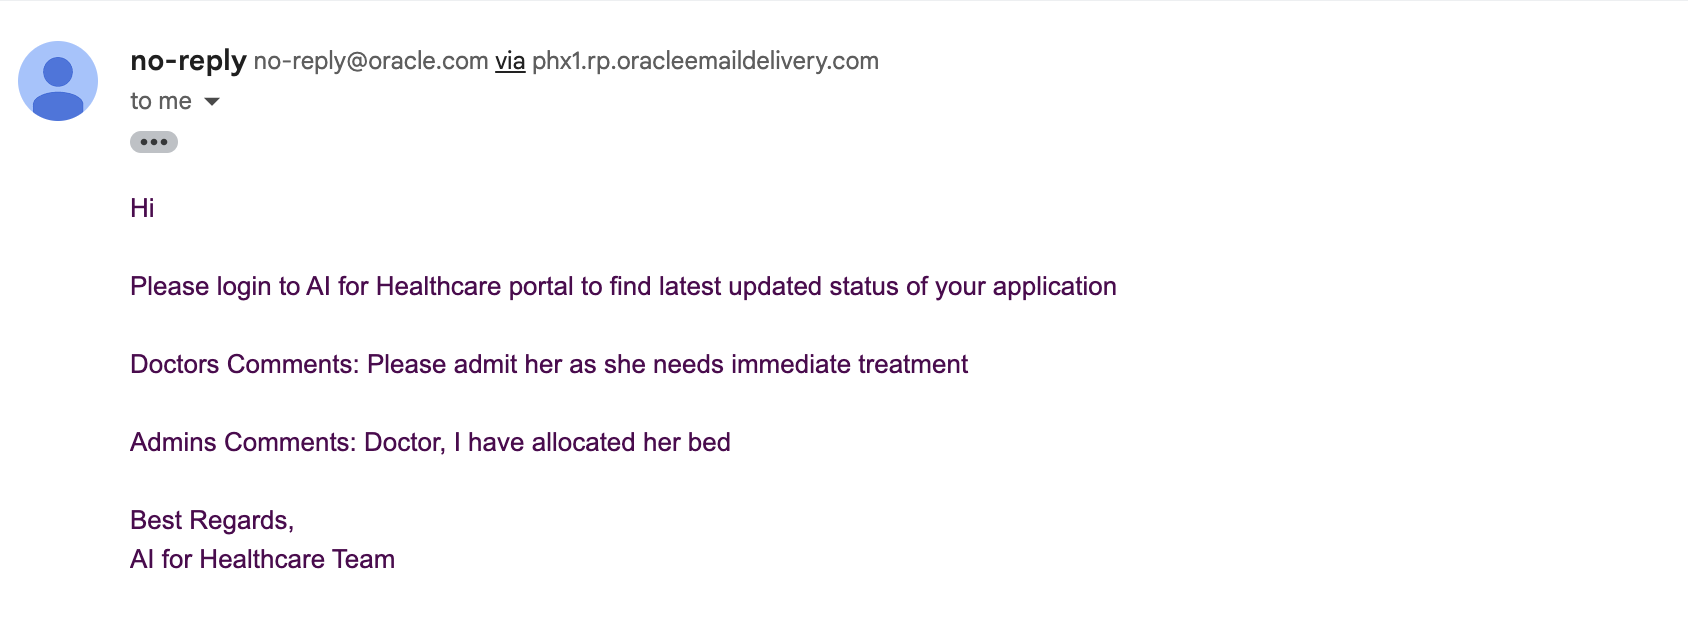 no-reply no-reply@oracle.com via phx1.rp.oracleemaildelivery.com
to me
Hi
Please login to AI for Healthcare portal to find latest updated status of your application
Doctors Comments: Please admit her as she needs immediate treatment
Admins Comments: Doctor, I have allocated her bed
Best Regards,
AI for Healthcare Team